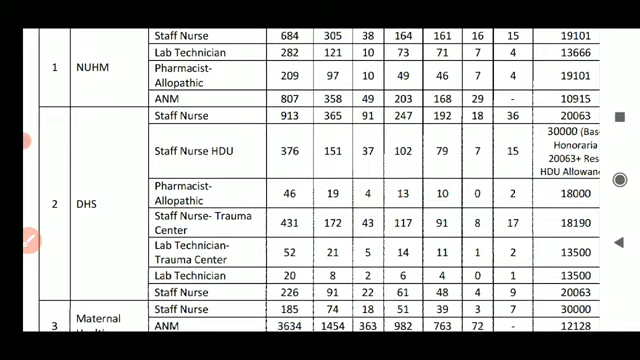 Staff Nurse 684 305 38 164 161 16 15 19101
1 NUHM Lab Technician 282 121 10 73 71 7 4 13666
Pharmacist-
Allopathic 209 97 10 49 46 7 4 19101
ANM 807 358 49 203 168 29 - 10915
2 DHS Staff Nurse 913 365 91 247 192 18 36 20063
Staff Nurse HDU 376 151 37 102 79 7 15 30000 (Bas
Honoraria
20063+ Res
HDU Allowan
Pharmacist-
Allopathic 46 19 4 13 10 0 2 18000
Staff Nurse- Trauma
Center 431 172 43 117 91 8 17 18190
Lab Technician-
Trauma Center 52 21 5 14 11 1 2 13500
Lab Technician 20 8 2 6 4 0 1 13500
Staff Nurse 226 91 22 61 48 4 9 20063
3 Maternal Staff Nurse 185 74 18 51 39 3 7 30000
ANM 3634 1454 363 982 763 72 - 12128